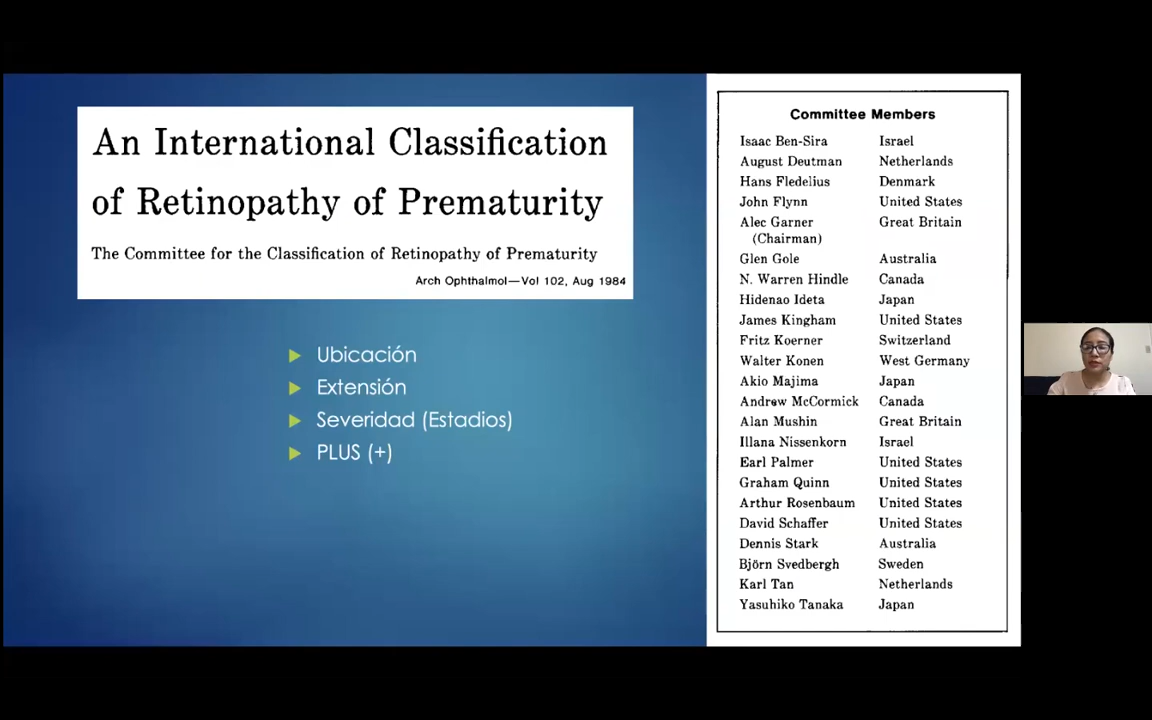 An International Classification
of Retinopathy of Prematurity
The Committee for the Classification of Retinopathy of Prematurity
Arch Ophthalmol—Vol 102, Aug 1984
Ubicación
Extensión
Severidad (Estadios)
PLUS (+)
Committee Members
Isaac Ben-Sira Israel
August Deutman Netherlands
Hans Fledelius Denmark
John Flynn United States
Alec Garner Great Britain
(Chairman)
Glen Gole Australia
N. Warren Hindle Canada
Hidenao Ideta Japan
James Kingham United States
Fritz Koerner Switzerland
Walter Konen West Germany
Akio Majima Japan
Andrew McCormick Canada
Alan Mushin Great Britain
Illana Nissenkorn Israel
Earl Palmer United States
Graham Quinn United States
Arthur Rosenbaum United States
David Schaffer United States
Dennis Stark Australia
Björn Svedbergh Sweden
Karl Tan Netherlands
Yasuhiko Tanaka Japan